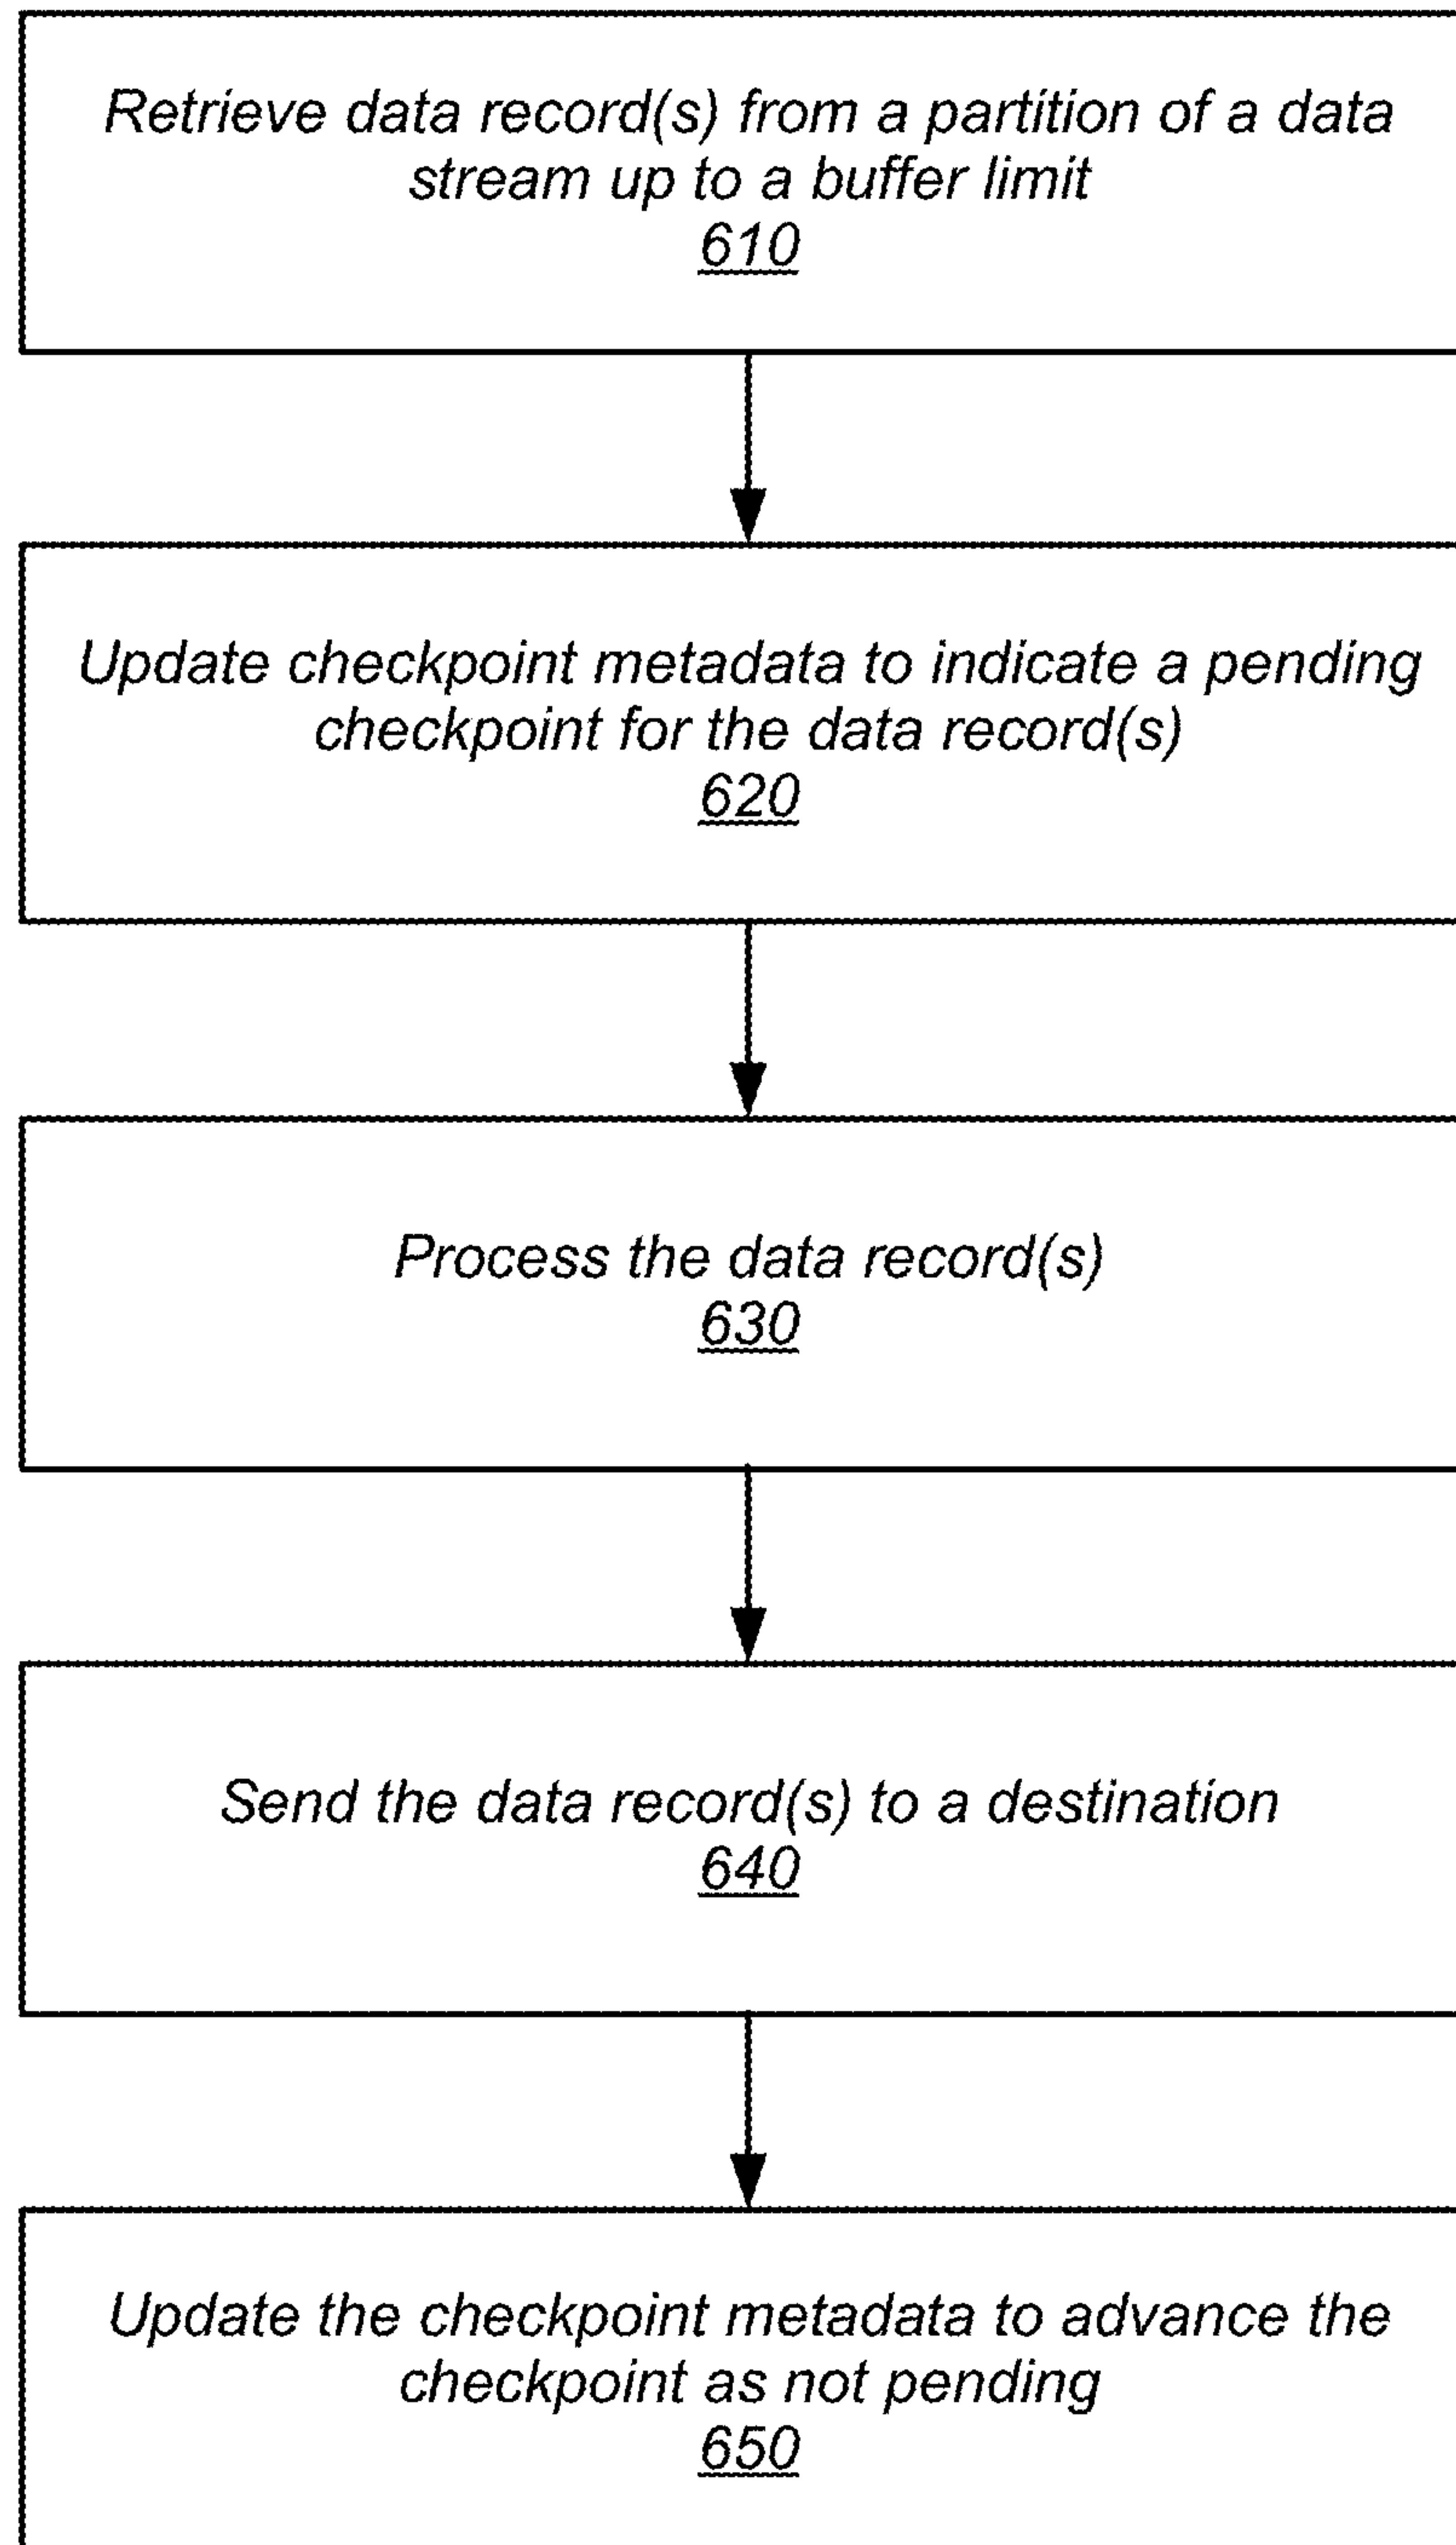 Retrieve data record(s) from a partition of a data
stream up to a buffer limit
610
Update checkpoint metadata to indicate a pending
checkpoint for the data record(s)
620
Process the data record(s)
630
Send the data record(s) to a destination
640
Update the checkpoint metadata to advance the
checkpoint as not pending
650